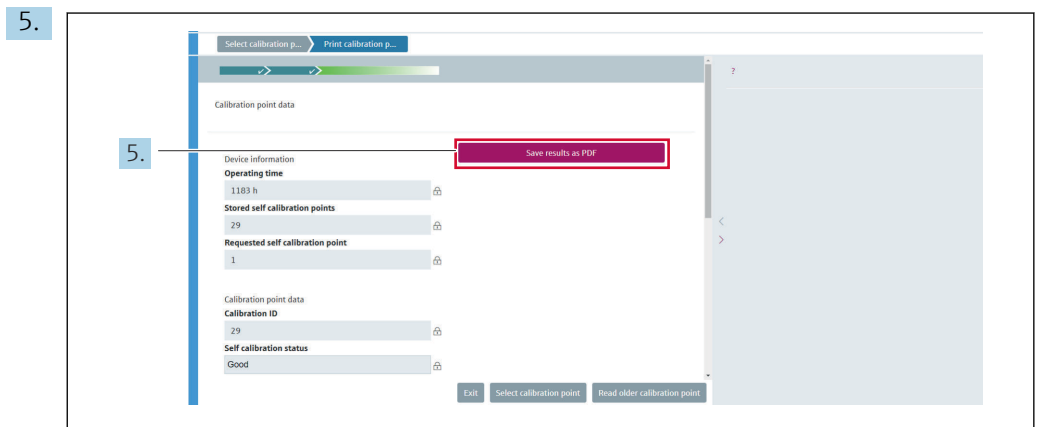 5.
Select calibration p... Print calibration p...
?
Calibration point data
5.
Save results as PDF
Device information
Operating time
1183 h
Stored self calibration points
29
Requested self calibration point
1
Calibration point data
Calibration ID
29
Self calibration status
Good
Exit Select calibration point Read older calibration point